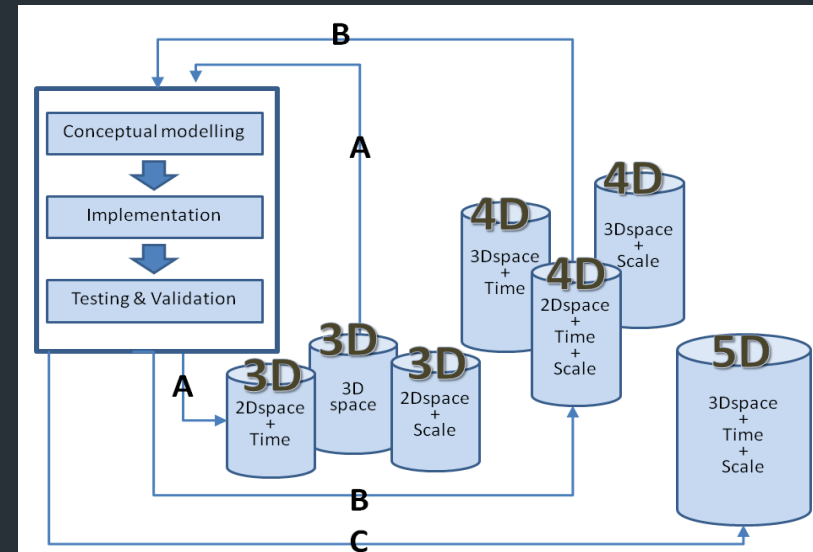 B
A
Conceptual modelling
Implementation
Testing & Validation
A
3D
2Dspace
+
Time
3D
3D
space
3D
2Dspace
+
Scale
4D
3Dspace
+
Time
4D
2Dspace
+
Time
+
Scale
4D
3Dspace
+
Scale
5D
3Dspace
+
Time
+
Scale
B
C